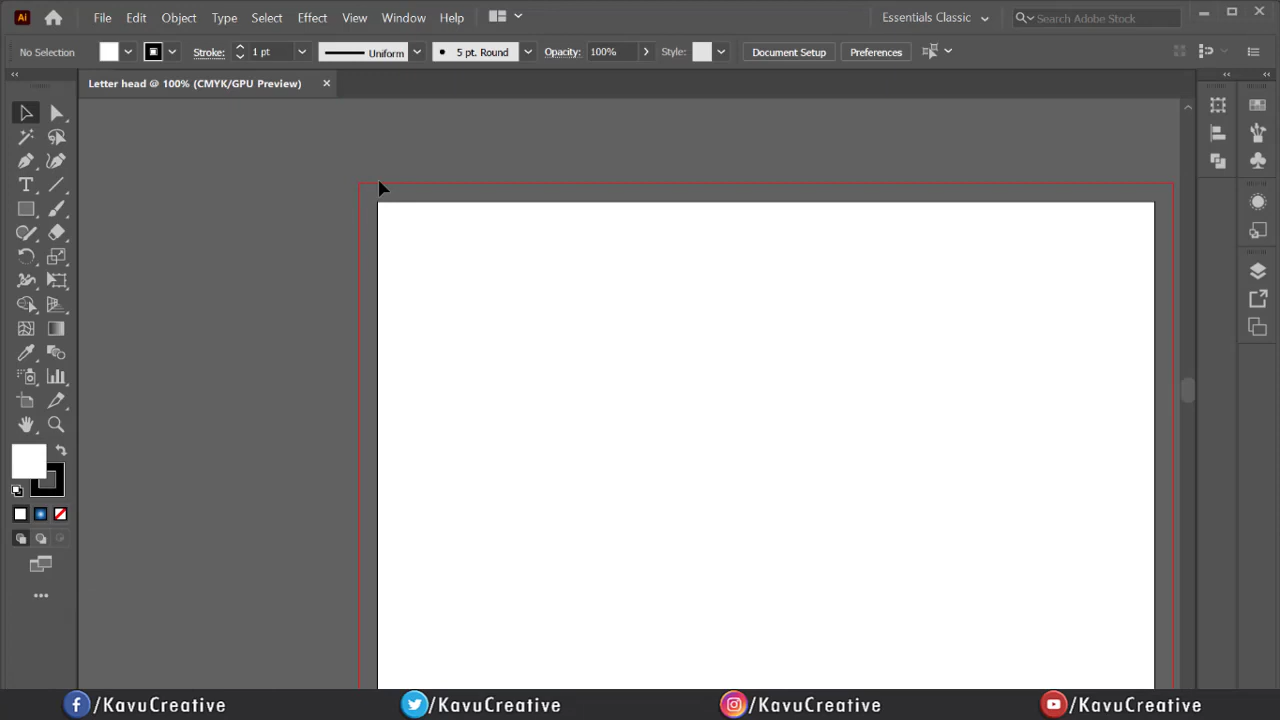 Ai File Edit Object Type Select Effect View Window Help Essentials Classic Search Adobe Stock
No Selection Stroke: 1 pt Uniform 5 pt. Round Opacity: 100% Style: Document Setup Preferences
Letter head @ 100% (CMYK/GPU Preview)
/KavuCreative /KavuCreative /KavuCreative /KavuCreative